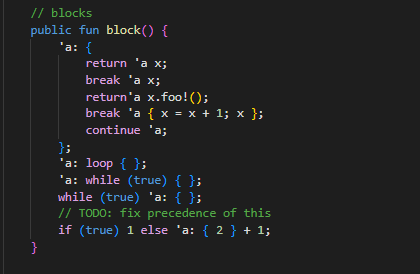 // blocks
public fun block() {
    'a: {
        return 'a x;
        break 'a x;
        return'a x.foo!();
        break 'a { x = x + 1; x };
        continue 'a;
    };
    'a: loop { };
    'a: while (true) { };
    while (true) 'a: { };
    // TODO: fix precedence of this
    if (true) 1 else 'a: { 2 } + 1;
}